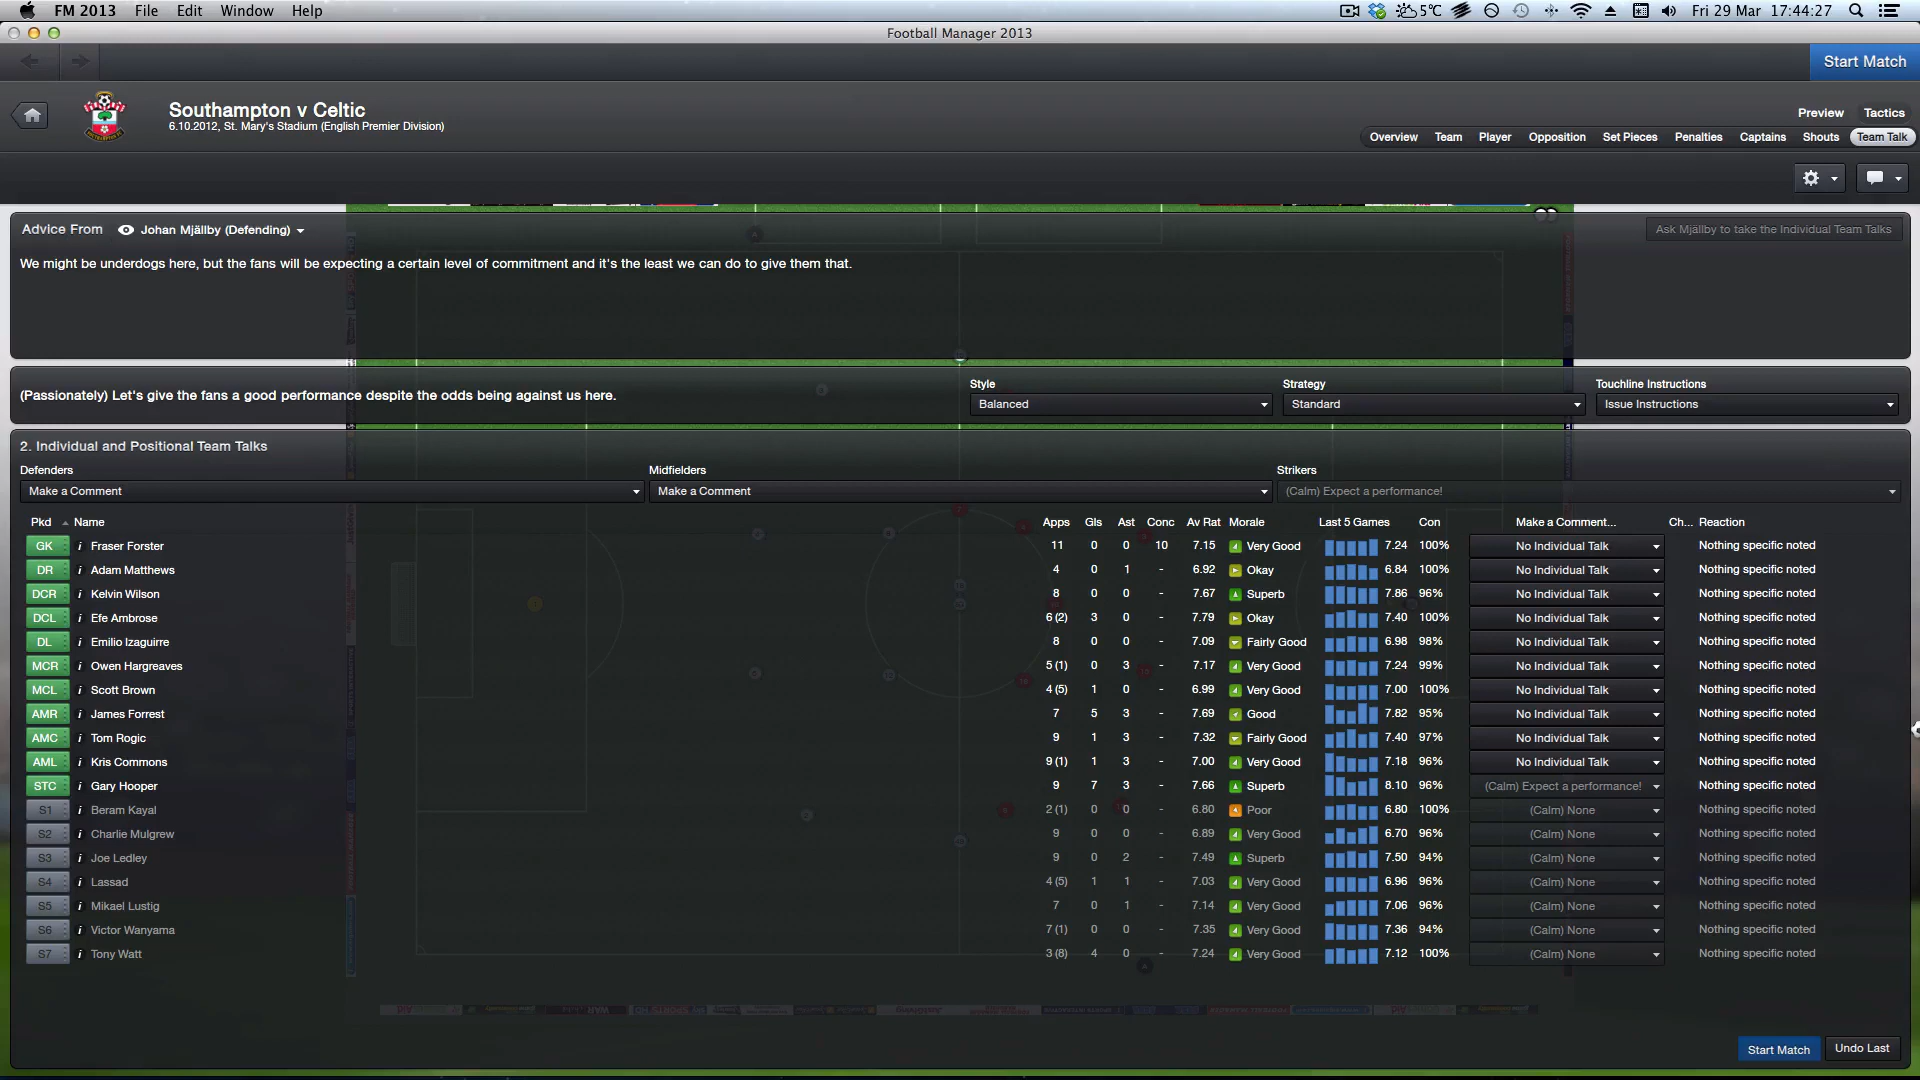 FM 2013 File Edit Window Help 5°C Fri 29 Mar 17:44:27
Football Manager 2013
Start Match
Southampton v Celtic
6.10.2012, St. Mary's Stadium (English Premier Division)
Preview Tactics
Overview Team Player Opposition Set Pieces Penalties Captains Shouts Team Talk
Advice From Johan Mjällby (Defending) Ask Mjällby to take the Individual Team Talks
We might be underdogs here, but the fans will be expecting a certain level of commitment and it's the least we can do to give them that.
Style Strategy Touchline Instructions
(Passionately) Let's give the fans a good performance despite the odds being against us here. Balanced Standard Issue Instructions
2. Individual and Positional Team Talks
Defenders Midfielders Strikers
Make a Comment Make a Comment (Calm) Expect a performance!
Pkd Name Apps Gls Ast Conc Av Rat Morale Last 5 Games Con Make a Comment... Ch... Reaction
GK i Fraser Forster 11 0 0 10 7.15 Very Good 7.24 100% No Individual Talk Nothing specific noted
DR i Adam Matthews 4 0 1 - 6.92 Okay 6.84 100% No Individual Talk Nothing specific noted
DCR i Kelvin Wilson 8 0 0 - 7.67 Superb 7.86 96% No Individual Talk Nothing specific noted
DCL i Efe Ambrose 6 (2) 3 0 - 7.79 Okay 7.40 100% No Individual Talk Nothing specific noted
DL i Emilio Izaguirre 8 0 0 - 7.09 Fairly Good 6.98 98% No Individual Talk Nothing specific noted
MCR i Owen Hargreaves 5 (1) 0 3 - 7.17 Very Good 7.24 99% No Individual Talk Nothing specific noted
MCL i Scott Brown 4 (5) 1 0 - 6.99 Very Good 7.00 100% No Individual Talk Nothing specific noted
AMR i James Forrest 7 5 3 - 7.69 Good 7.82 95% No Individual Talk Nothing specific noted
AMC i Tom Rogic 9 1 3 - 7.32 Fairly Good 7.40 97% No Individual Talk Nothing specific noted
AML i Kris Commons 9 (1) 1 3 - 7.00 Very Good 7.18 96% No Individual Talk Nothing specific noted
STC i Gary Hooper 9 7 3 - 7.66 Superb 8.10 96% (Calm) Expect a performance! Nothing specific noted
S1 i Beram Kayal 2 (1) 0 0 - 6.80 Poor 6.80 100% (Calm) None Nothing specific noted
S2 i Charlie Mulgrew 9 0 0 - 6.89 Very Good 6.70 96% (Calm) None Nothing specific noted
S3 i Joe Ledley 9 0 2 - 7.49 Superb 7.50 94% (Calm) None Nothing specific noted
S4 i Lassad 4 (5) 1 1 - 7.03 Very Good 6.96 96% (Calm) None Nothing specific noted
S5 i Mikael Lustig 7 0 1 - 7.14 Very Good 7.06 96% (Calm) None Nothing specific noted
S6 i Victor Wanyama 7 (1) 0 0 - 7.35 Very Good 7.36 94% (Calm) None Nothing specific noted
S7 i Tony Watt 3 (8) 4 0 - 7.24 Very Good 7.12 100% (Calm) None Nothing specific noted
Start Match Undo Last